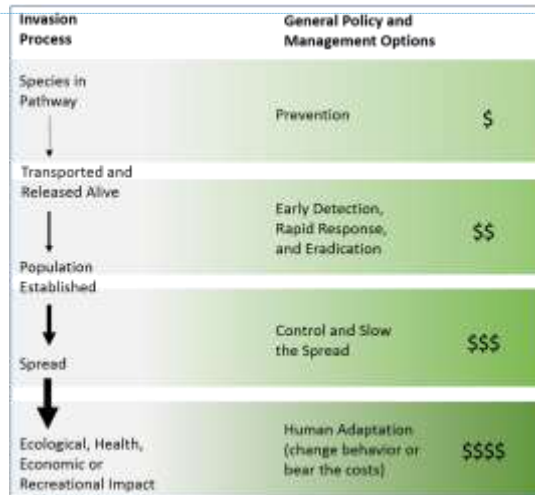 Invasion
Process
General Policy and
Management Options
Species in
Pathway
Prevention
$
Transported and
Released Alive
Early Detection,
Rapid Response,
and Eradication
$$
Population
Established
Control and Slow
the Spread
$$$
Spread
Human Adaptation
(change behavior or
bear the costs)
$$$$
Ecological, Health,
Economic or
Recreational Impact